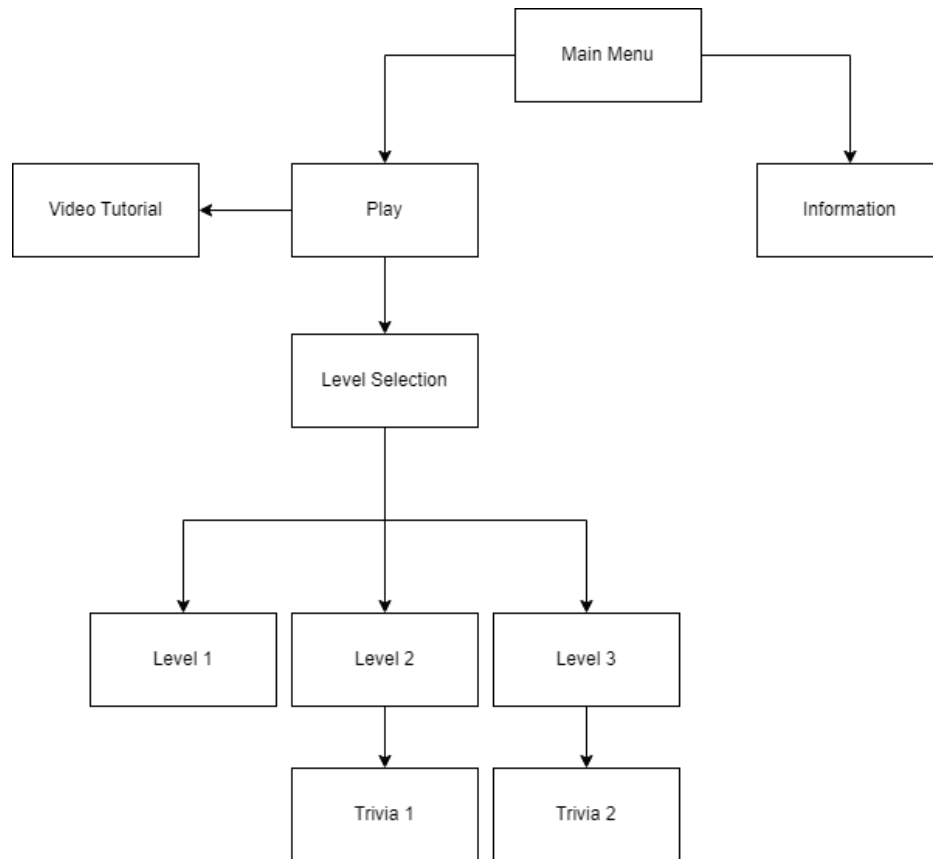 Main Menu
Video Tutorial
Play
Information
Level Selection
Level 1
Level 2
Level 3
Trivia 1
Trivia 2